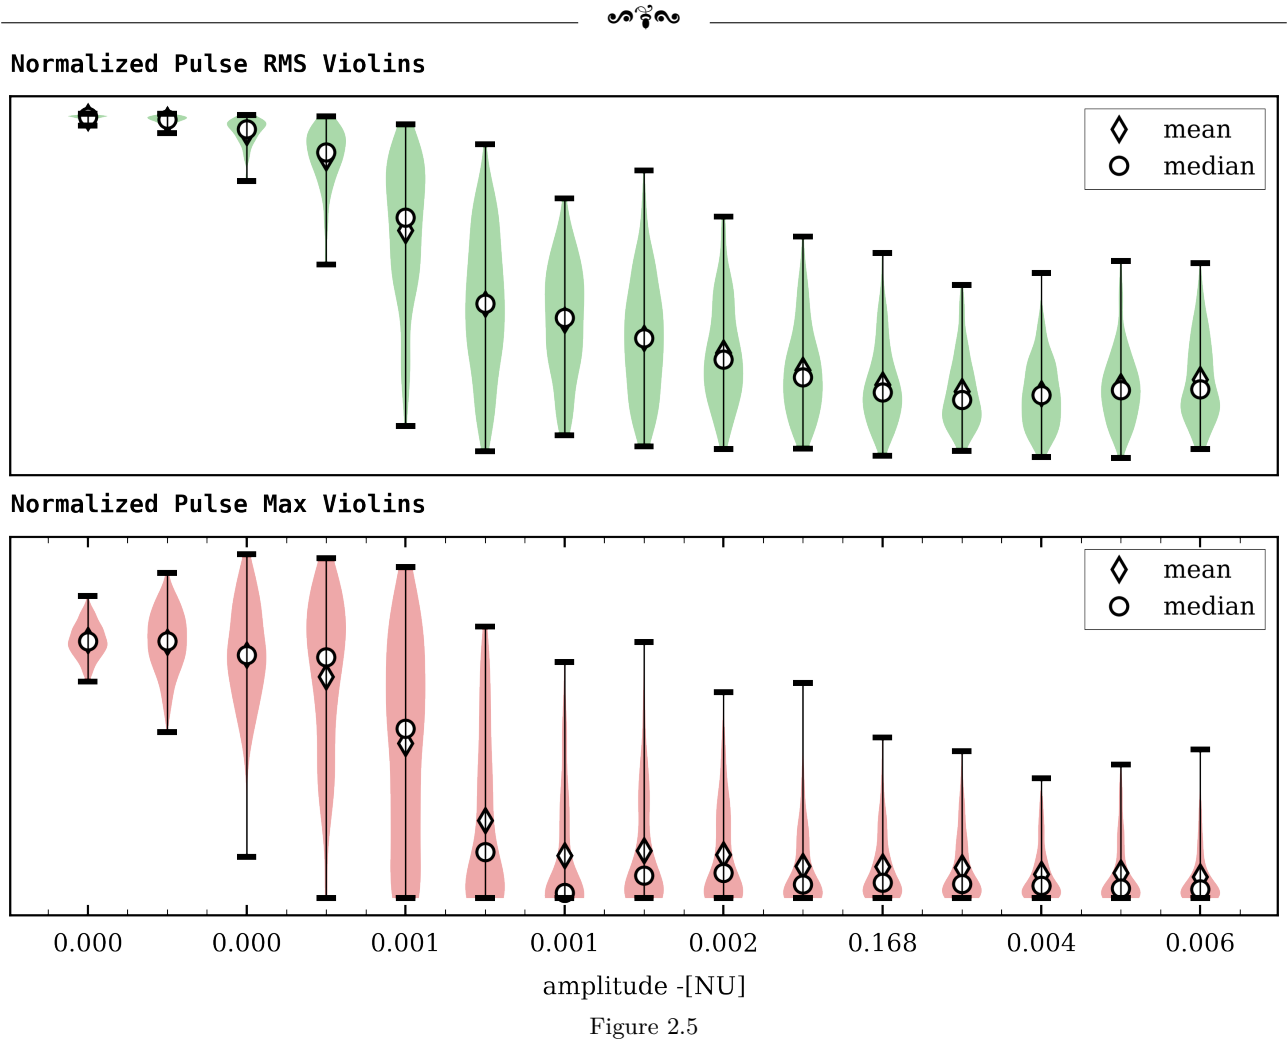 Normalized Pulse RMS Violins
mean
median
Normalized Pulse Max Violins
mean
median
0.000 0.000 0.001 0.001 0.002 0.168 0.004 0.006
amplitude -[NU]
Figure 2.5